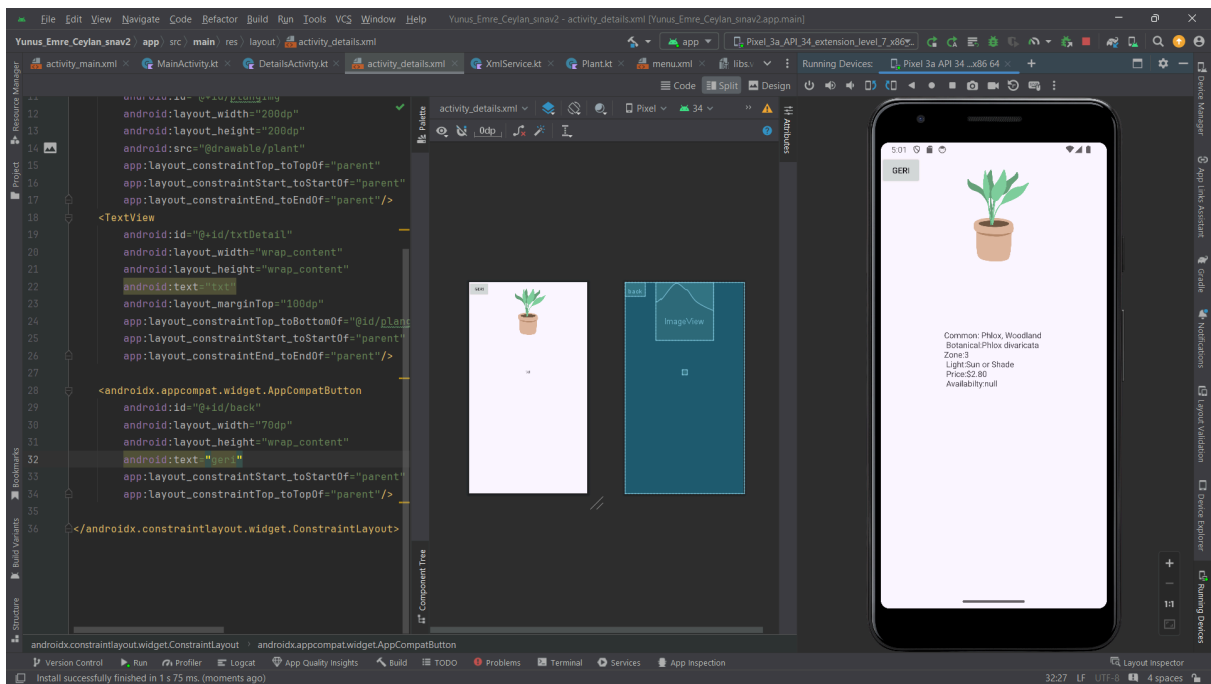 File Edit View Navigate Code Refactor Build Run Tools VCS Window Help Yunus_Emre_Ceylan_sınav2 – activity_details.xml [Yunus_Emre_Ceylan_sinav2.app.main]
Yunus_Emre_Ceylan_sınav2 app src main res layout activity_details.xml
app Pixel_3a_API_34_extension_level_7_x86
activity_main.xml MainActivity.kt DetailsActivity.kt activity_details.xml XmlService.kt Plant.kt menu.xml libs.v Running Devices: Pixel 3a API 34 ...x86 64
Code Split Design
activity_details.xml Pixel 34
0dp
11 android:id="@+id/plangimg"
12 android:layout_width="200dp"
13 android:layout_height="200dp"
14 android:src="@drawable/plant"
15 app:layout_constraintTop_toTopOf="parent"
16 app:layout_constraintStart_toStartOf="parent"
17 app:layout_constraintEnd_toEndOf="parent"/>
18 <TextView
19 android:id="@+id/txtDetail"
20 android:layout_width="wrap_content"
21 android:layout_height="wrap_content"
22 android:text="txt"
23 android:layout_marginTop="100dp"
24 app:layout_constraintTop_toBottomOf="@id/plang
25 app:layout_constraintStart_toStartOf="parent"
26 app:layout_constraintEnd_toEndOf="parent"/>
27
28 <androidx.appcompat.widget.AppCompatButton
29 android:id="@+id/back"
30 android:layout_width="70dp"
31 android:layout_height="wrap_content"
32 android:text="geri"
33 app:layout_constraintStart_toStartOf="parent"
34 app:layout_constraintTop_toTopOf="parent"/>
35
36 </androidx.constraintlayout.widget.ConstraintLayout>
Resource Manager
Project
Bookmarks
Build Variants
Structure
Palette
Component Tree
Attributes
GERI
back
ImageView
5:01
GERI
Common: Phlox, Woodland
Botanical:Phlox divaricata
Zone:3
Light:Sun or Shade
Price:$2.80
Availabilty:null
1:1
Device Manager
App Links Assistant
Gradle
Notifications
Layout Validation
Device Explorer
Running Devices
androidx.constraintlayout.widget.ConstraintLayout androidx.appcompat.widget.AppCompatButton
Version Control Run Profiler Logcat App Quality Insights Build TODO Problems Terminal Services App Inspection Layout Inspector
Install successfully finished in 1 s 75 ms. (moments ago) 32:27 LF UTF-8 4 spaces